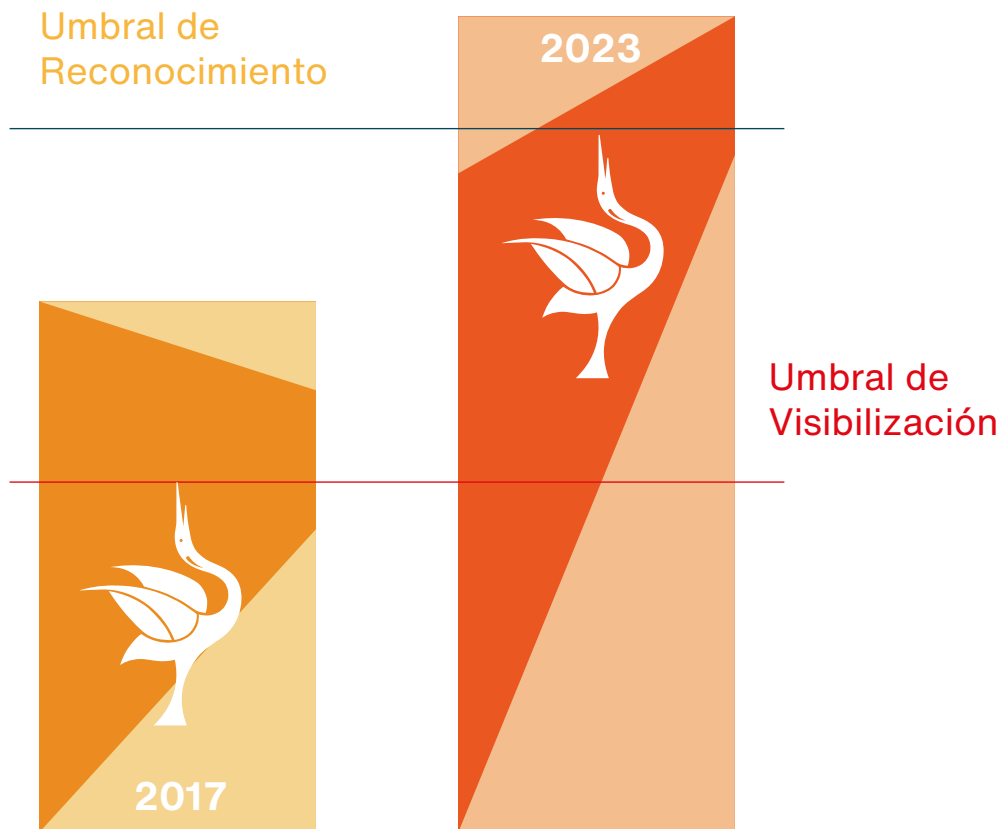 Umbral de
Reconocimiento
2023
Umbral de
Visibilización
2017